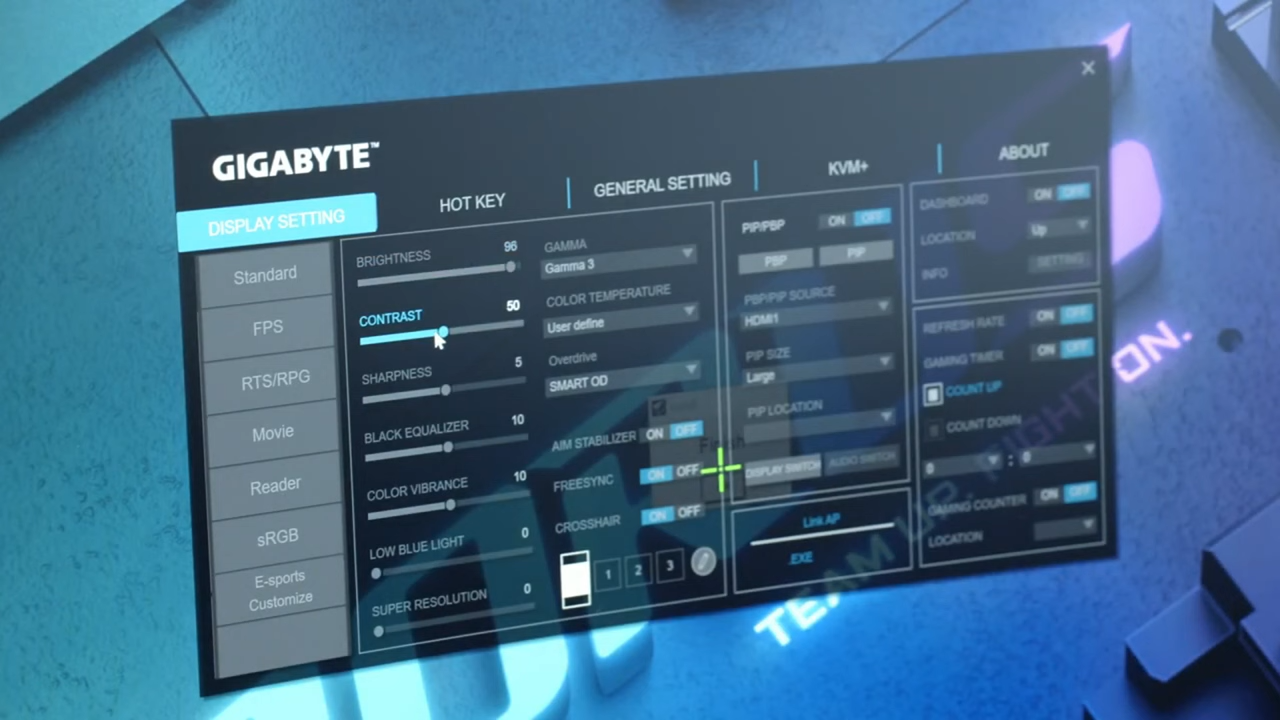 GIGABYTE™
DISPLAY SETTING
HOT KEY
GENERAL SETTING
KVM+
ABOUT
Standard
FPS
RTS/RPG
Movie
Reader
sRGB
E-sports
Customize
BRIGHTNESS 96
CONTRAST 50
SHARPNESS 5
BLACK EQUALIZER 10
COLOR VIBRANCE 10
LOW BLUE LIGHT 0
SUPER RESOLUTION 0
GAMMA
Gamma 3
COLOR TEMPERATURE
User define
Overdrive
SMART OD
AIM STABILIZER ON OFF
FREESYNC ON OFF
CROSSHAIR ON OFF
1 2 3
PIP/PBP ON OFF
PBP PIP
PBP/PIP SOURCE
HDMI1
PIP SIZE
Large
PIP LOCATION
DISPLAY SWITCH AUDIO SWITCH
Link AP
.EXE
DASHBOARD ON OFF
LOCATION Up
INFO SETTING
REFRESH RATE ON OFF
GAMING TIMER ON OFF
COUNT UP
COUNT DOWN
0 : 0
GAMING COUNTER ON OFF
LOCATION
Finish
TEAM UP. FIGHT ON.